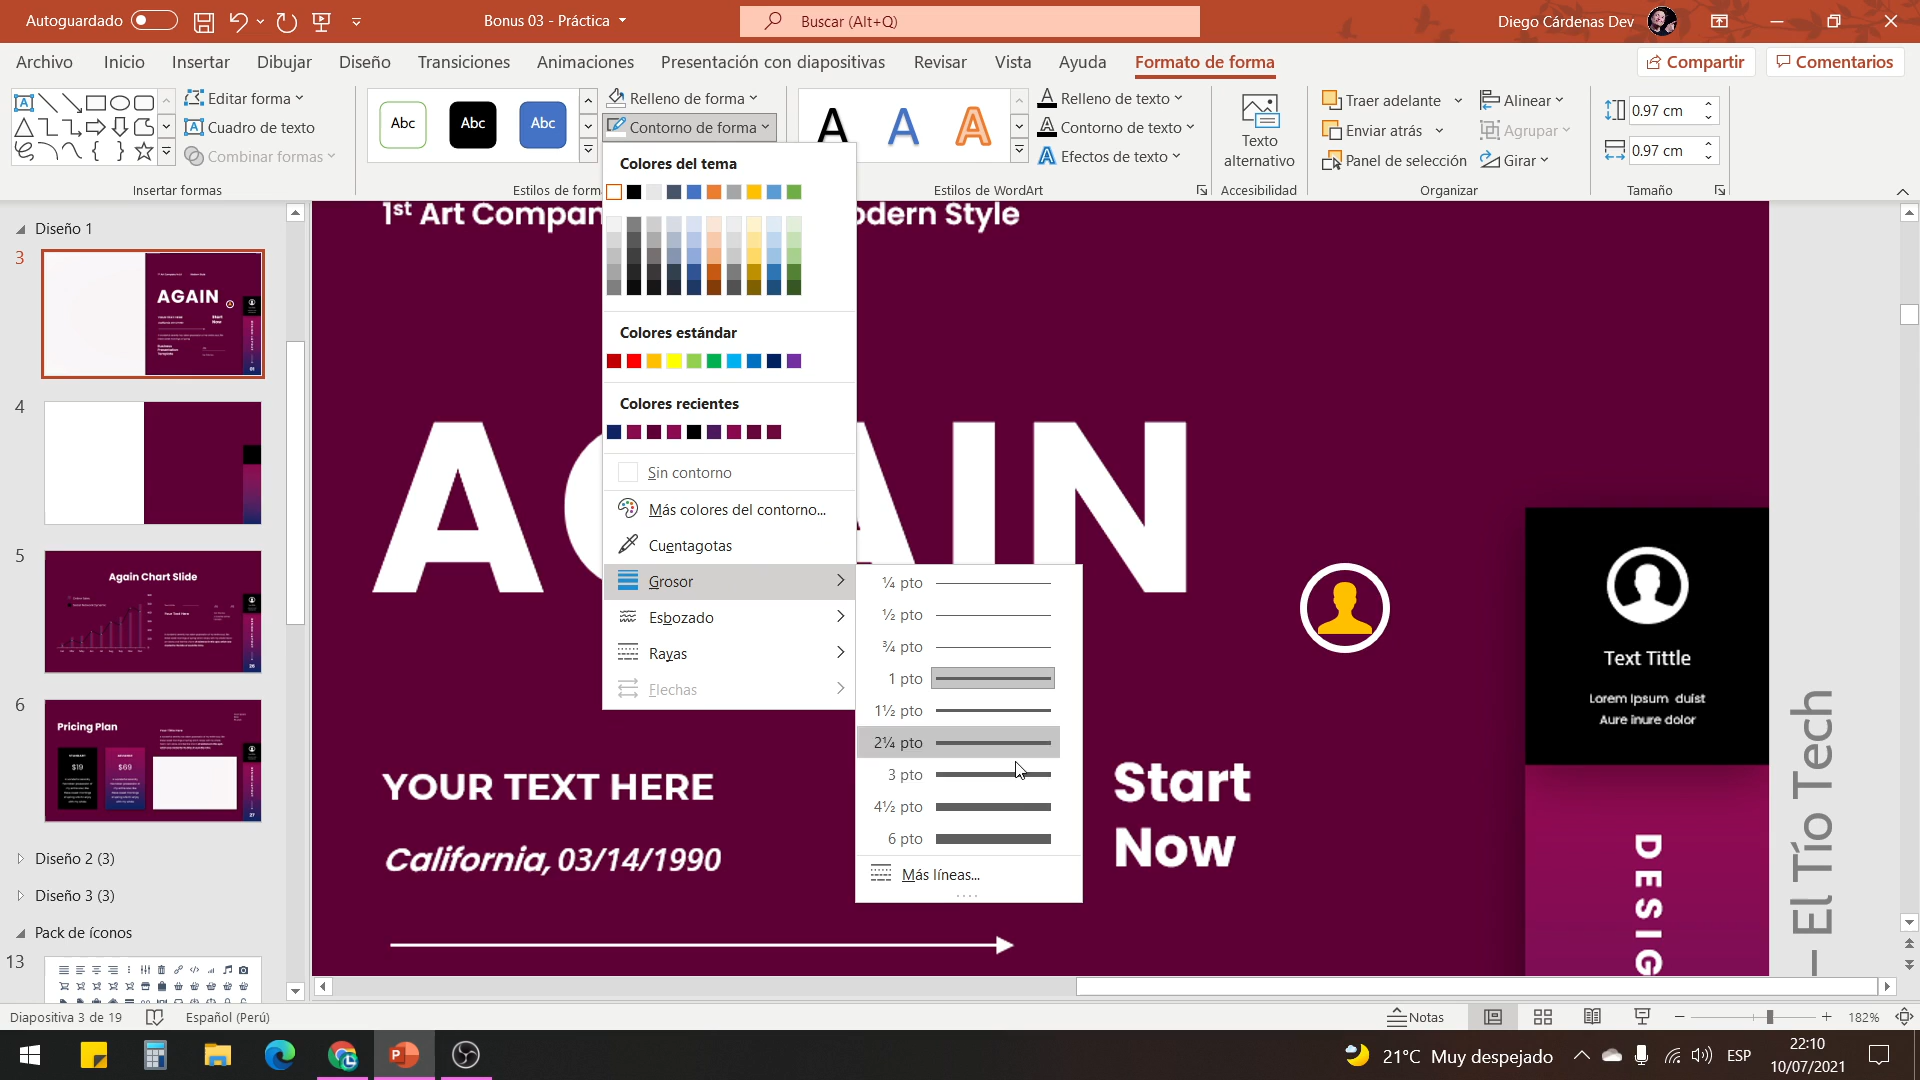 Autoguardado
Bonus 03 - Práctica
Buscar (Alt+Q)
Diego Cárdenas Dev
Archivo
Inicio
Insertar
Dibujar
Diseño
Transiciones
Animaciones
Presentación con diapositivas
Revisar
Vista
Ayuda
Formato de forma
Compartir
Comentarios
Editar forma
Cuadro de texto
Combinar formas
Insertar formas
Abc
Abc
Abc
Relleno de forma
Contorno de forma
Estilos de form
Relleno de texto
Contorno de texto
Efectos de texto
Estilos de WordArt
Texto
alternativo
Accesibilidad
Traer adelante
Enviar atrás
Panel de selección
Alinear
Agrupar
Girar
Organizar
0.97 cm
0.97 cm
Tamaño
Colores del tema
Colores estándar
Colores recientes
Sin contorno
Más colores del contorno...
Cuentagotas
Grosor
Esbozado
Rayas
Flechas
¼ pto
½ pto
¾ pto
1 pto
1½ pto
2¼ pto
3 pto
4½ pto
6 pto
Más líneas...
Diseño 1
3
AGAIN
Start
Now
01
4
5
Again Chart Slide
Your Text Here
26
6
Pricing Plan
$19
$69
27
Diseño 2 (3)
Diseño 3 (3)
Pack de íconos
13
1st Art Compan
odern Style
AGAIN
YOUR TEXT HERE
California, 03/14/1990
Start
Now
Text Tittle
Lorem Ipsum duist
Aure inure dolor
DESIG
– El Tío Tech
Diapositiva 3 de 19
Español (Perú)
Notas
182%
21°C Muy despejado
ESP
22:10
10/07/2021